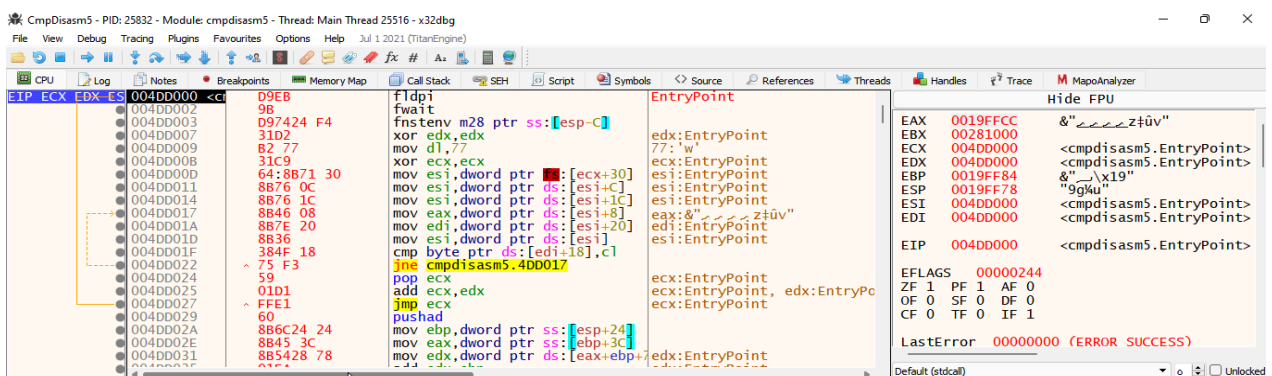 CmpDisasm5 - PID: 25832 - Module: cmpdisasm5 - Thread: Main Thread 25516 - x32dbg
File View Debug Tracing Plugins Favourites Options Help Jul 1 2021 (TitanEngine)
CPU Log Notes Breakpoints Memory Map Call Stack SEH Script Symbols Source References Threads Handles Trace MapoAnalyzer
EIP ECX EDX ES 004DD000 D9EB fldpi EntryPoint
004DD002 9B fwait
004DD003 D97424 F4 fnstenv m28 ptr ss:[esp-C]
004DD007 31D2 xor edx,edx edx:EntryPoint
004DD009 B2 77 mov dl,77 77:'w'
004DD00B 31C9 xor ecx,ecx ecx:EntryPoint
004DD00D 64:8B71 30 mov esi,dword ptr fs:[ecx+30] esi:EntryPoint
004DD011 8B76 0C mov esi,dword ptr ds:[esi+C] esi:EntryPoint
004DD014 8B76 1C mov esi,dword ptr ds:[esi+1C] esi:EntryPoint
004DD017 8B46 08 mov eax,dword ptr ds:[esi+8]
004DD01A 8B7E 20 mov edi,dword ptr ds:[esi+20] edi:EntryPoint
004DD01D 8B36 mov esi,dword ptr ds:[esi] esi:EntryPoint
004DD01F 384F 18 cmp byte ptr ds:[edi+18],cl
004DD022 75 F3 jne cmpdisasm5.4DD017
004DD024 59 pop ecx ecx:EntryPoint
004DD025 01D1 add ecx,edx ecx:EntryPoint, edx:EntryPo
004DD027 FFE1 jmp ecx ecx:EntryPoint
004DD029 60 pushad
004DD02A 8B6C24 24 mov ebp,dword ptr ss:[esp+24]
004DD02E 8B45 3C mov eax,dword ptr ss:[ebp+3C]
004DD031 8B5428 78 mov edx,dword ptr ds:[eax+ebp+7 edx:EntryPoint
Hide FPU
EAX 0019FFCC
EBX 00281000
ECX 004DD000 <cmpdisasm5.EntryPoint>
EDX 004DD000 <cmpdisasm5.EntryPoint>
EBP 0019FF84
ESP 0019FF78 "9g¼u"
ESI 004DD000 <cmpdisasm5.EntryPoint>
EDI 004DD000 <cmpdisasm5.EntryPoint>
EIP 004DD000 <cmpdisasm5.EntryPoint>
EFLAGS 00000244
ZF 1 PF 1 AF 0
OF 0 SF 0 DF 0
CF 0 TF 0 IF 1
LastError 00000000 (ERROR_SUCCESS)
Default (stdcall) Unlocked